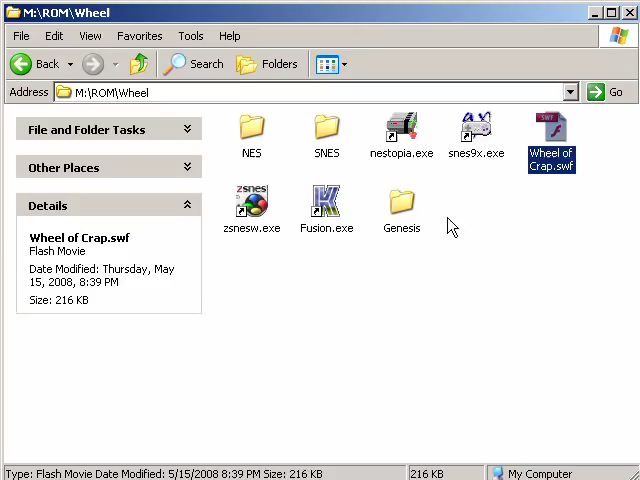 M:\ROM\Wheel
File Edit View Favorites Tools Help
Back Search Folders
Address M:\ROM\Wheel Go
File and Folder Tasks
Other Places
Details
Wheel of Crap.swf
Flash Movie
Date Modified: Thursday, May
15, 2008, 8:39 PM
Size: 216 KB
NES
SNES
nestopia.exe
snes9x.exe
SWF
Wheel of
Crap.swf
zsnes
zsnesw.exe
Fusion.exe
Genesis
Type: Flash Movie Date Modified: 5/15/2008 8:39 PM Size: 216 KB 216 KB My Computer